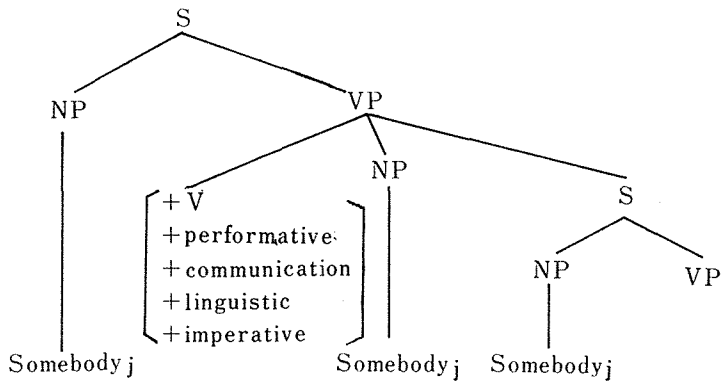 S
NP VP
NP S
+V
+performative
+communication
+linguistic
+imperative
NP VP
Somebodyj Somebodyj Somebodyj